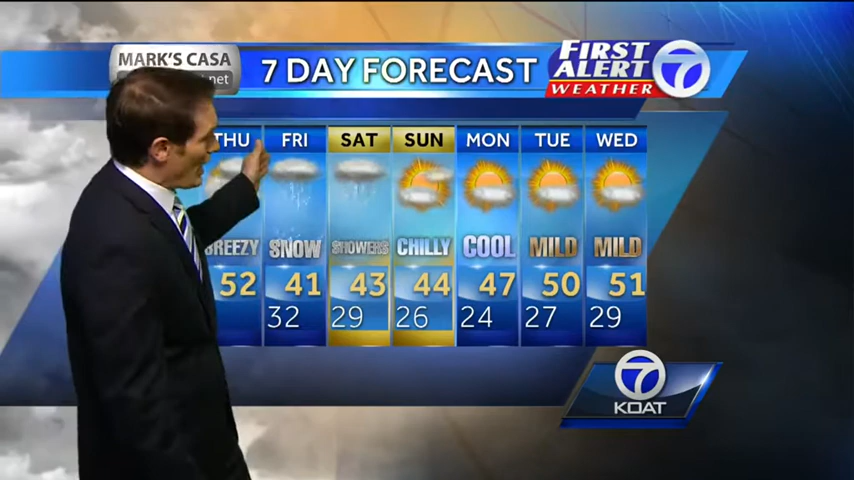 MARK'S CASA
.net
7 DAY FORECAST
FIRST ALERT WEATHER
7
THU FRI SAT SUN MON TUE WED
BREEZY SNOW SHOWERS CHILLY COOL MILD MILD
52 41 43 44 47 50 51
32 29 26 24 27 29
7
KOAT